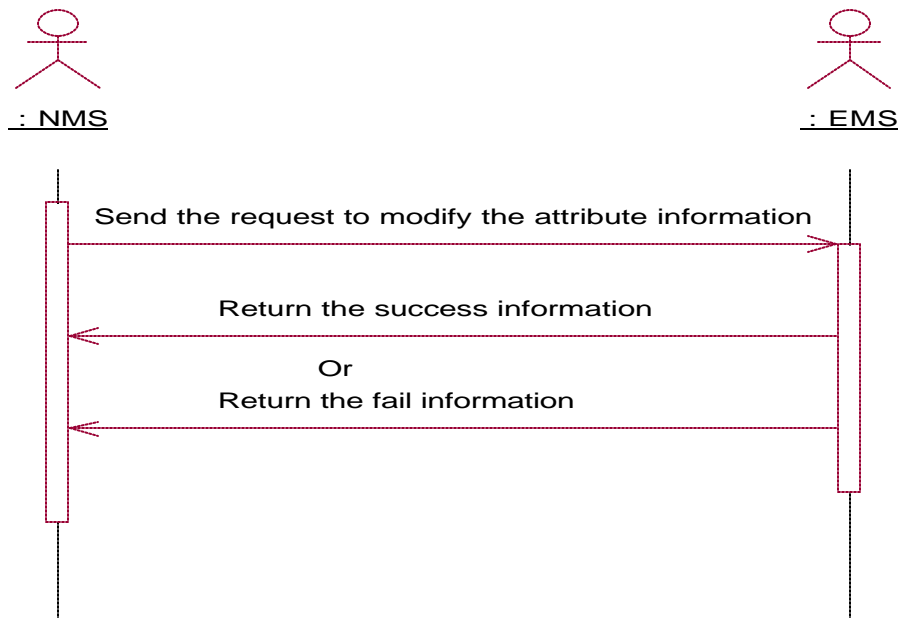 : NMS
: EMS
Send the request to modify the attribute information
Return the success information
Or
Return the fail information